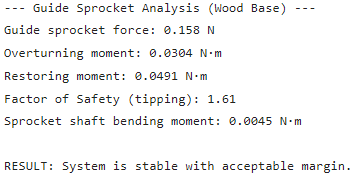 --- Guide Sprocket Analysis (Wood Base) ---
Guide sprocket force: 0.158 N
Overturning moment: 0.0304 N·m
Restoring moment: 0.0491 N·m
Factor of Safety (tipping): 1.61
Sprocket shaft bending moment: 0.0045 N·m
RESULT: System is stable with acceptable margin.